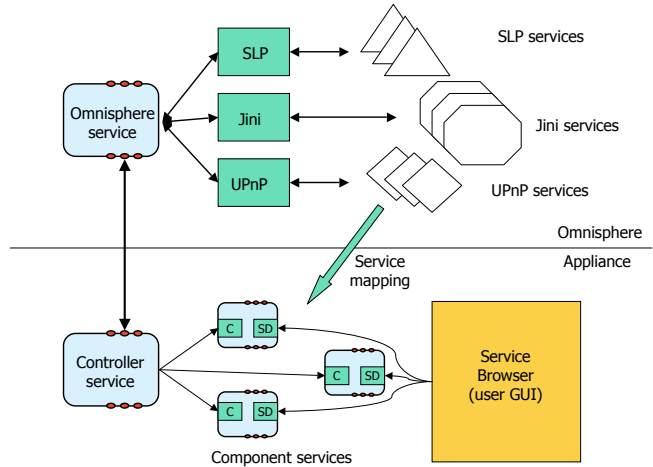 SLP
SLP services
Omnisphere
service
Jini
Jini services
UPnP
UPnP services
Omnisphere
Service
mapping
Appliance
C SD
Controller
service
C SD
Service
Browser
(user GUI)
C SD
Component services